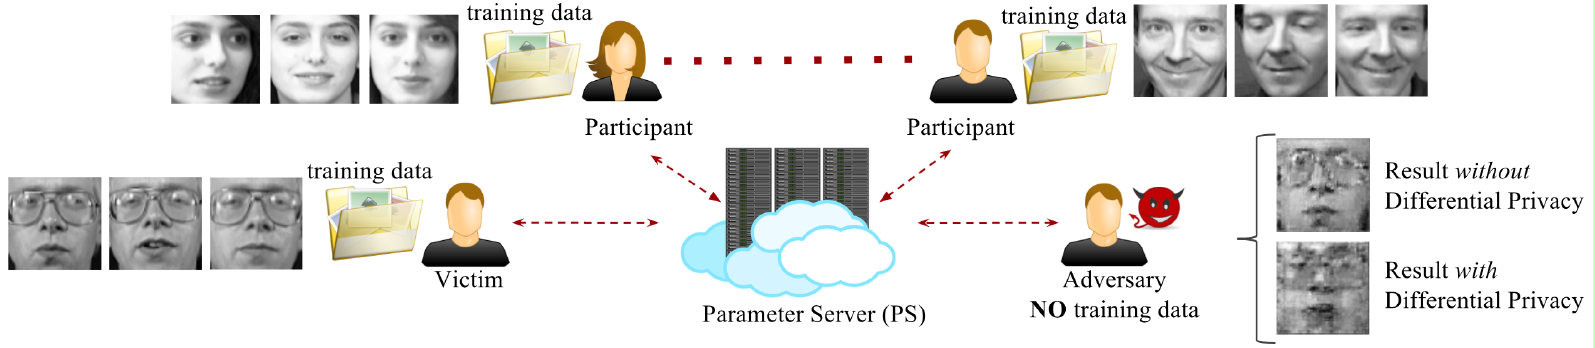 training data
training data
Participant
Participant
training data
Victim
Parameter Server (PS)
Adversary
NO training data
Result without
Differential Privacy
Result with
Differential Privacy